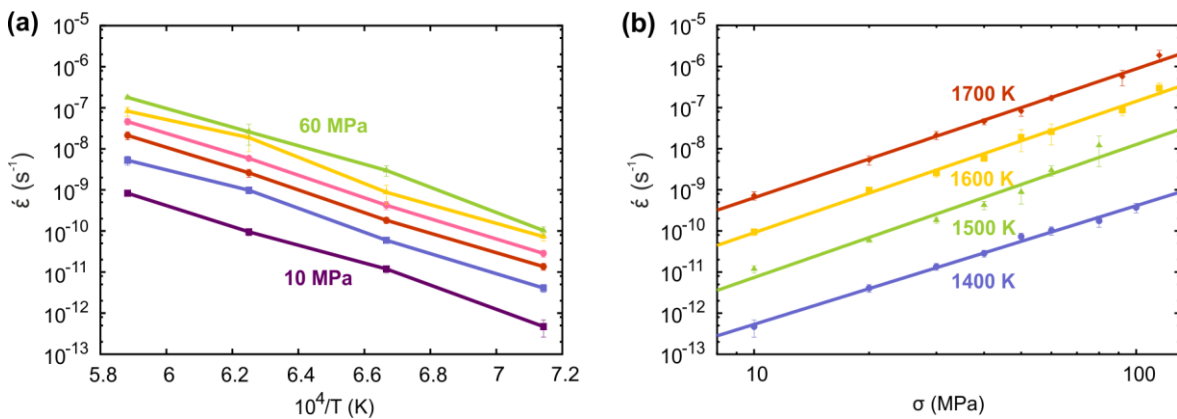 (a)
10⁻⁵
10⁻⁶
10⁻⁷
10⁻⁸
10⁻⁹
10⁻¹⁰
10⁻¹¹
10⁻¹²
10⁻¹³
έ (s⁻¹)
60 MPa
10 MPa
5.8 6 6.2 6.4 6.6 6.8 7 7.2
10⁴/T (K)
(b)
10⁻⁵
10⁻⁶
10⁻⁷
10⁻⁸
10⁻⁹
10⁻¹⁰
10⁻¹¹
10⁻¹²
10⁻¹³
έ (s⁻¹)
1700 K
1600 K
1500 K
1400 K
10 100
σ (MPa)